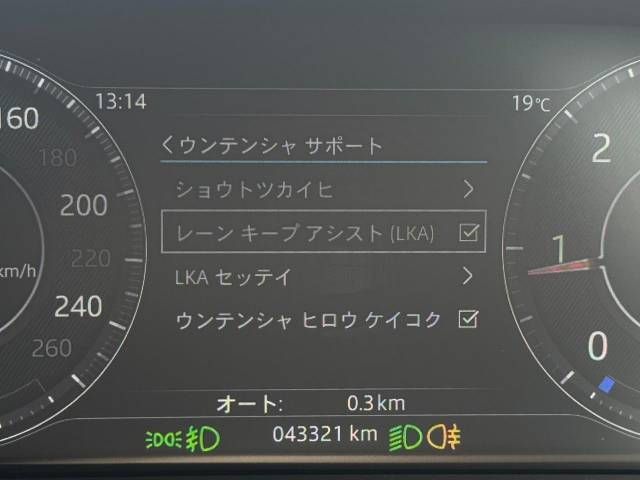 13:14
19℃
ウンテンシャ サポート
ショウトツカイヒ
レーン キープ アシスト (LKA)
LKA セッテイ
ウンテンシャ ヒロウ ケイコク
オート: 0.3 km
043321 km
160
180
200
220
km/h
240
260
2
1
0